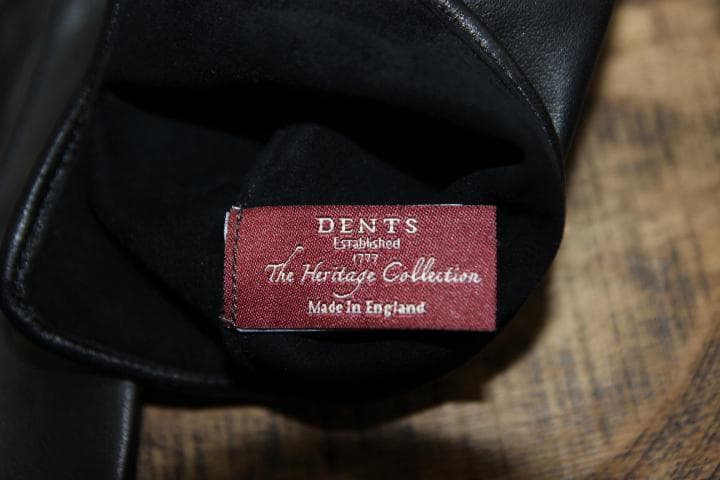 DENTS
Established
1777
The Heritage Collection
Made In England